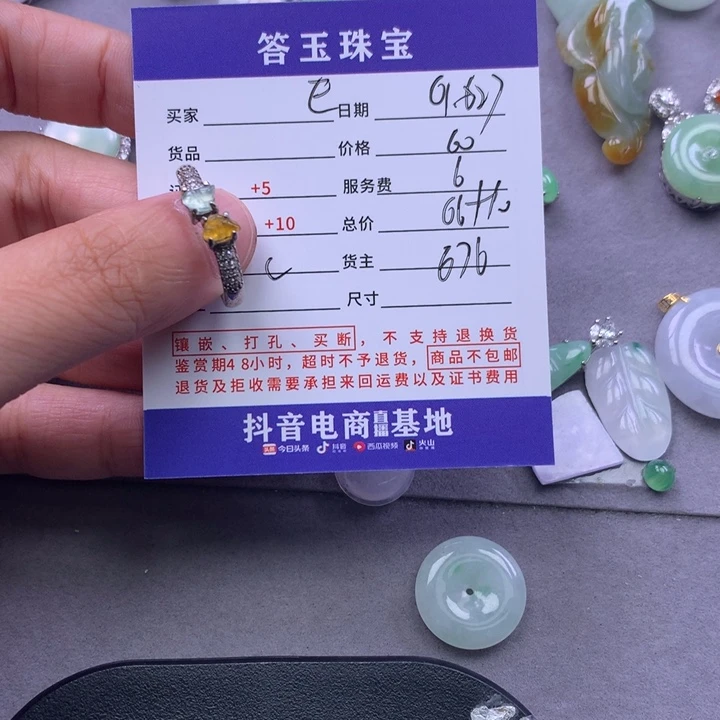 答玉珠宝
买家 日期
货品 价格 60
+5 服务费 6
+10 总价 66
货主 676
尺寸
镶嵌、打孔、买断，不支持退换货
鉴赏期48小时，超时不予退货，商品不包邮
退货及拒收需要承担来回运费以及证书费用
抖音电商直播基地
头条 今日头条 抖音 西瓜视频 火山